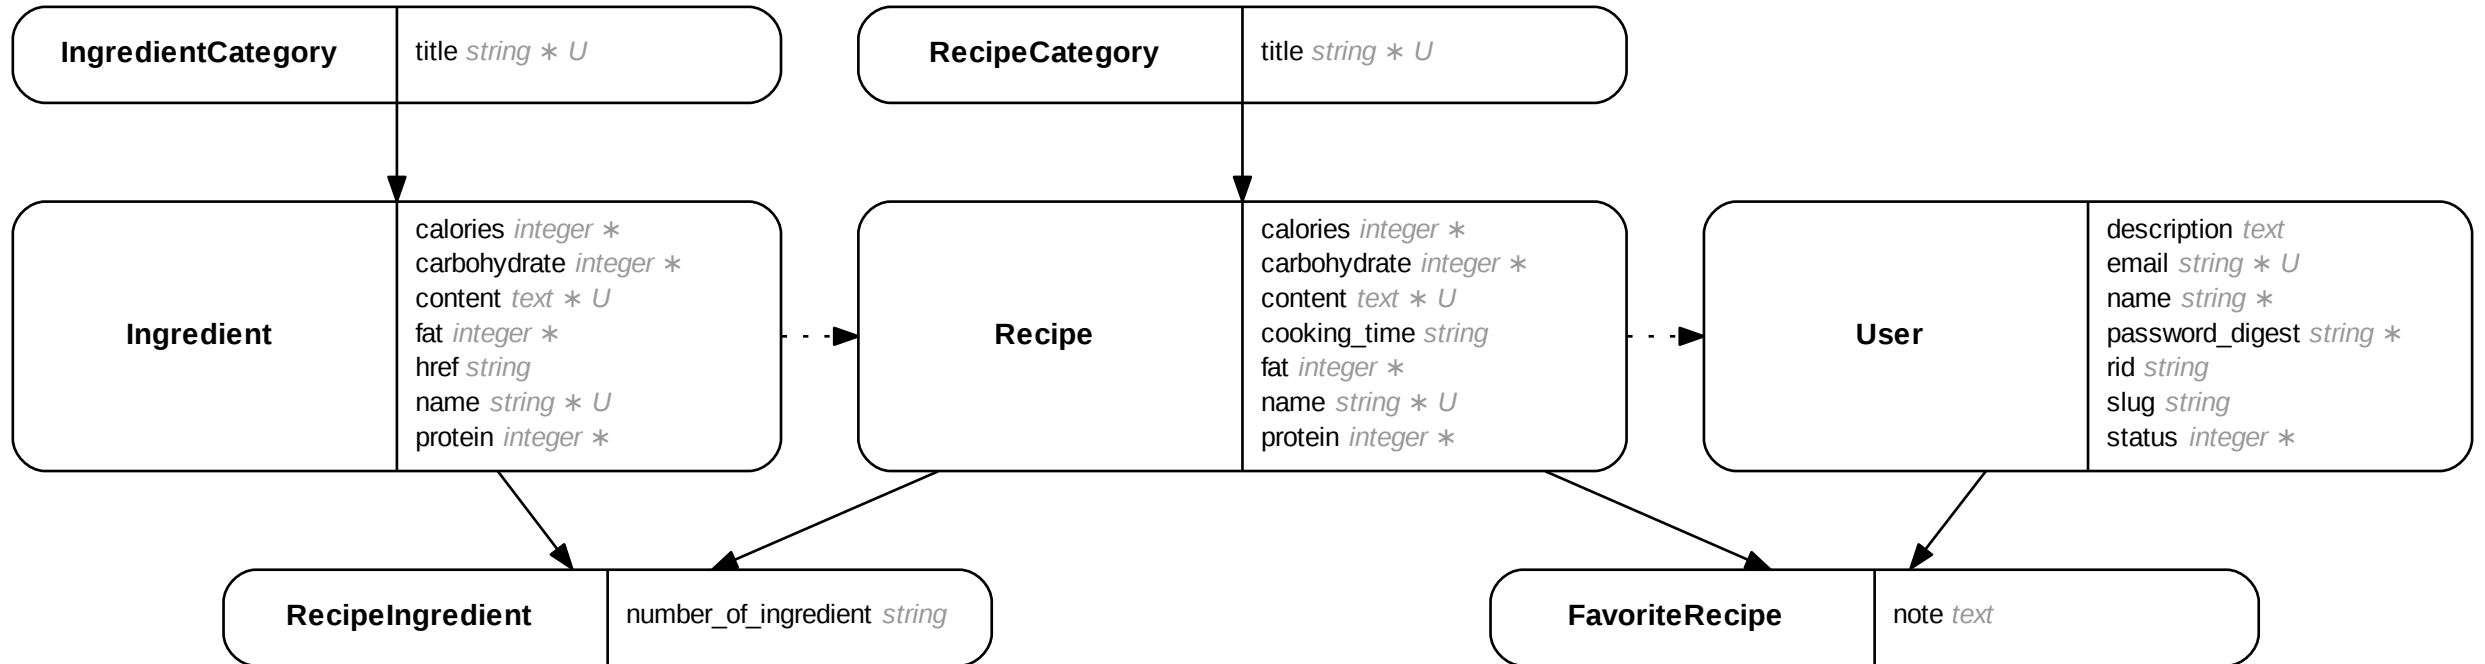 IngredientCategory
title string ∗ U
RecipeCategory
title string ∗ U
Ingredient
calories integer ∗
carbohydrate integer ∗
content text ∗ U
fat integer ∗
href string
name string ∗ U
protein integer ∗
Recipe
calories integer ∗
carbohydrate integer ∗
content text ∗ U
cooking_time string
fat integer ∗
name string ∗ U
protein integer ∗
User
description text
email string ∗ U
name string ∗
password_digest string ∗
rid string
slug string
status integer ∗
RecipeIngredient
number_of_ingredient string
FavoriteRecipe
note text